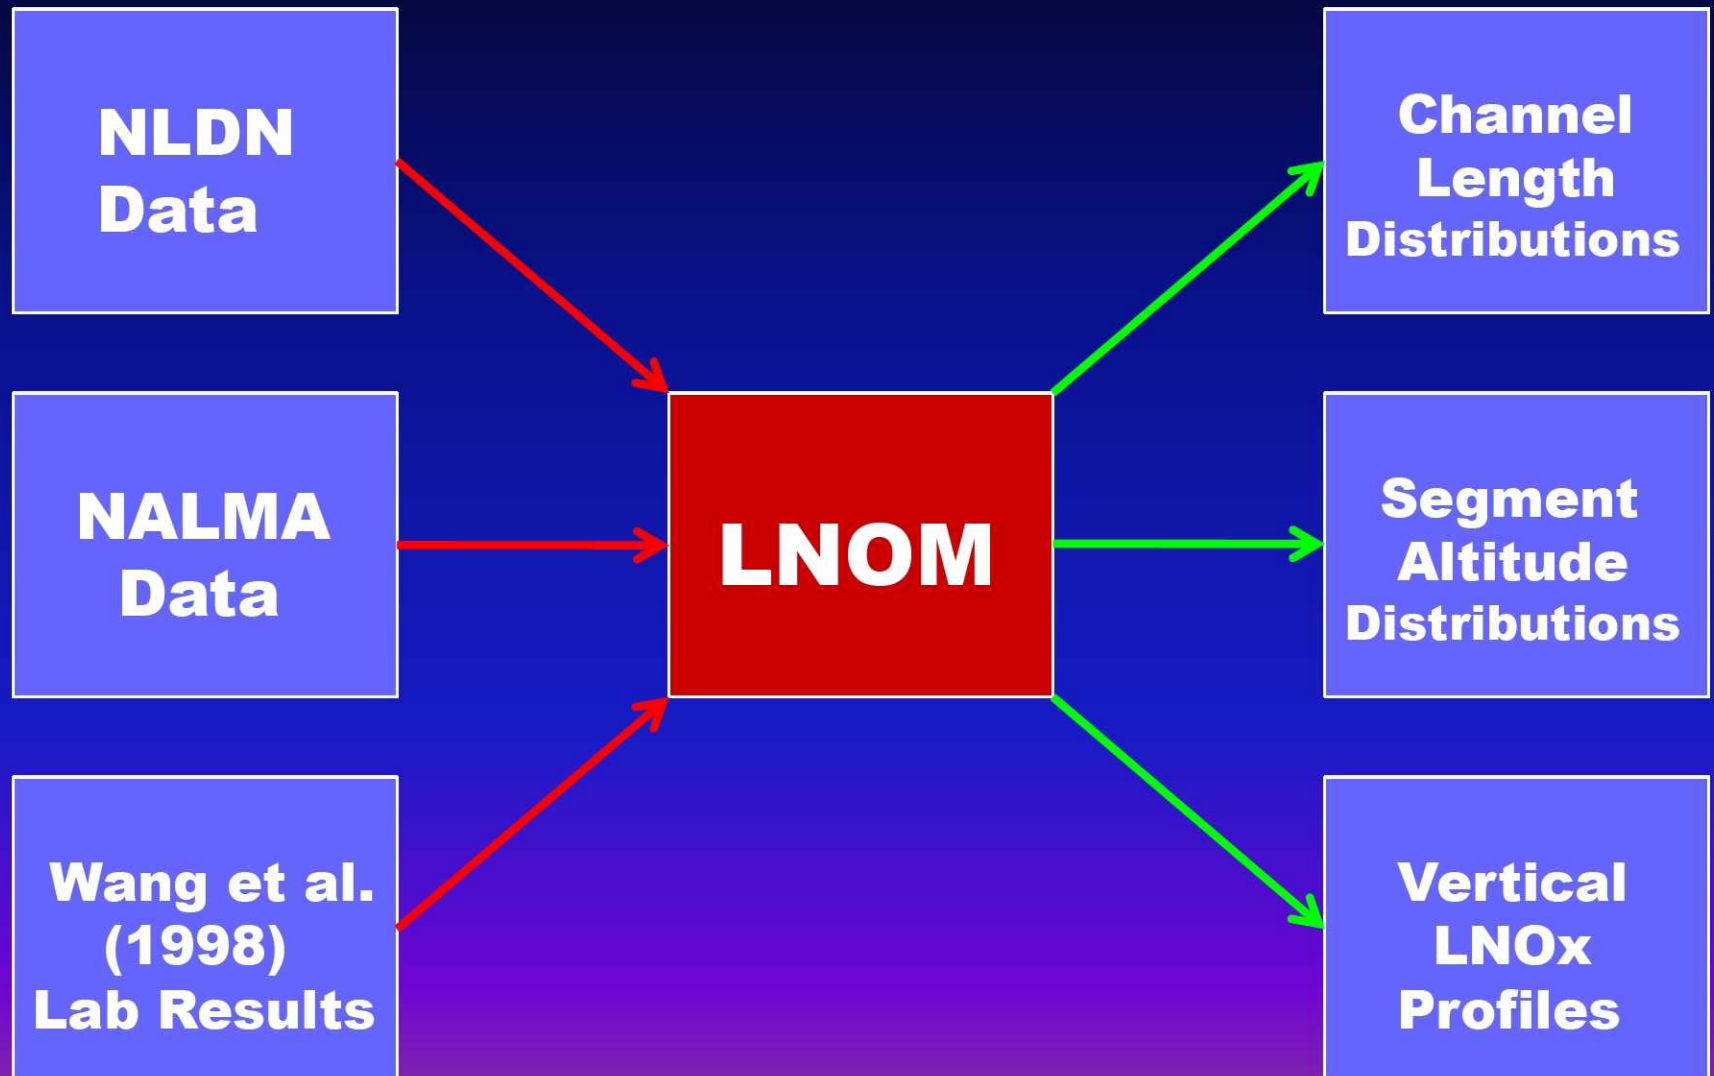 NLDN
Data
NALMA
Data
Wang et al.
(1998)
Lab Results
LNOM
Channel
Length
Distributions
Segment
Altitude
Distributions
Vertical
LNOx
Profiles